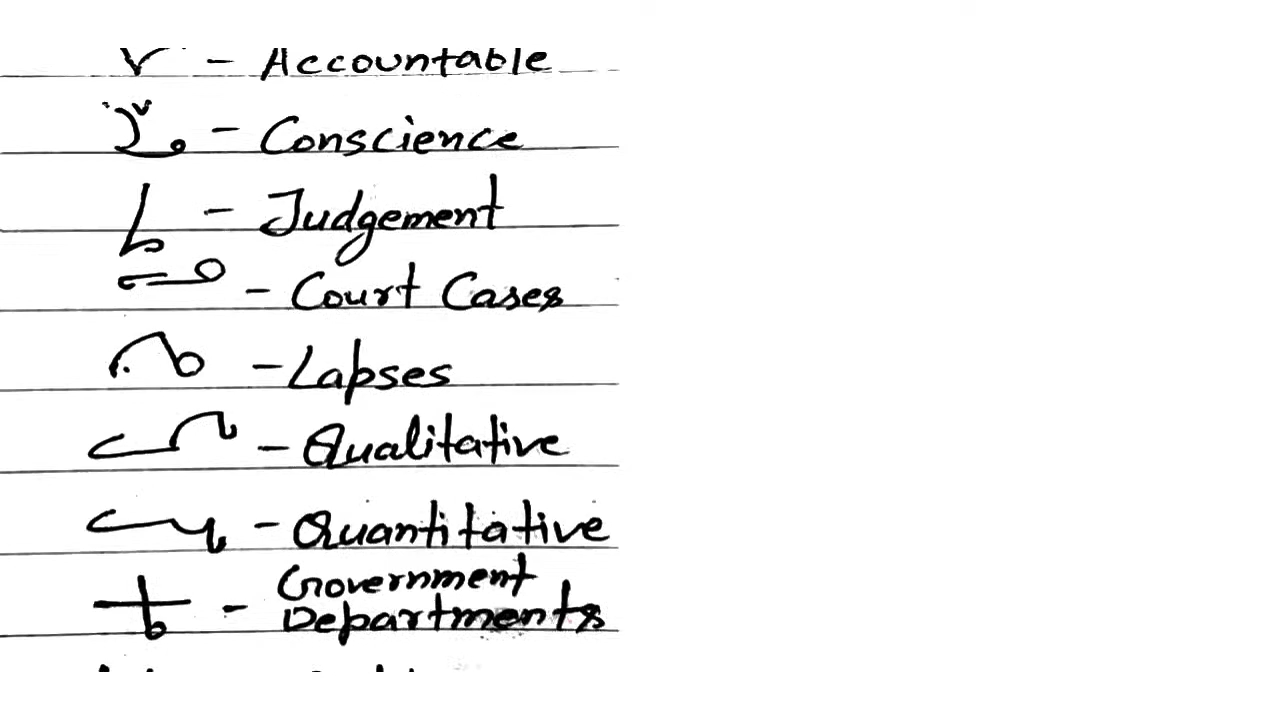 - Accountable
- Conscience
- Judgement
- Court Cases
- Lapses
- Qualitative
- Quantitative
- Government
Departments